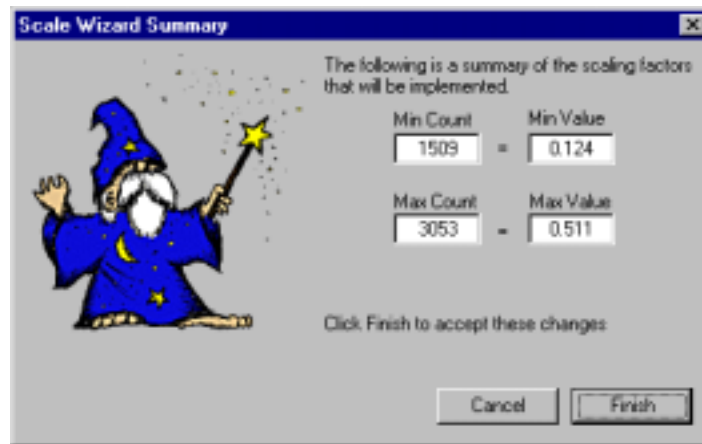 Scale Wizard Summary
The following is a summary of the scaling factors
that will be implemented.
Min Count Min Value
1509 = 0.124
Max Count Max Value
3053 = 0.511
Click Finish to accept these changes
Cancel Finish